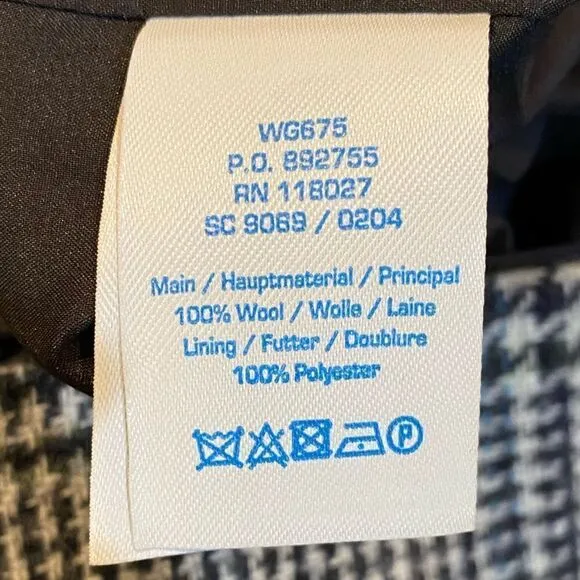 WG675
P.O. 892755
RN 118027
SC 9069 / 0204
Main / Hauptmaterial / Principal
100% Wool / Wolle / Laine
Lining / Futter / Doublure
100% Polyester
P